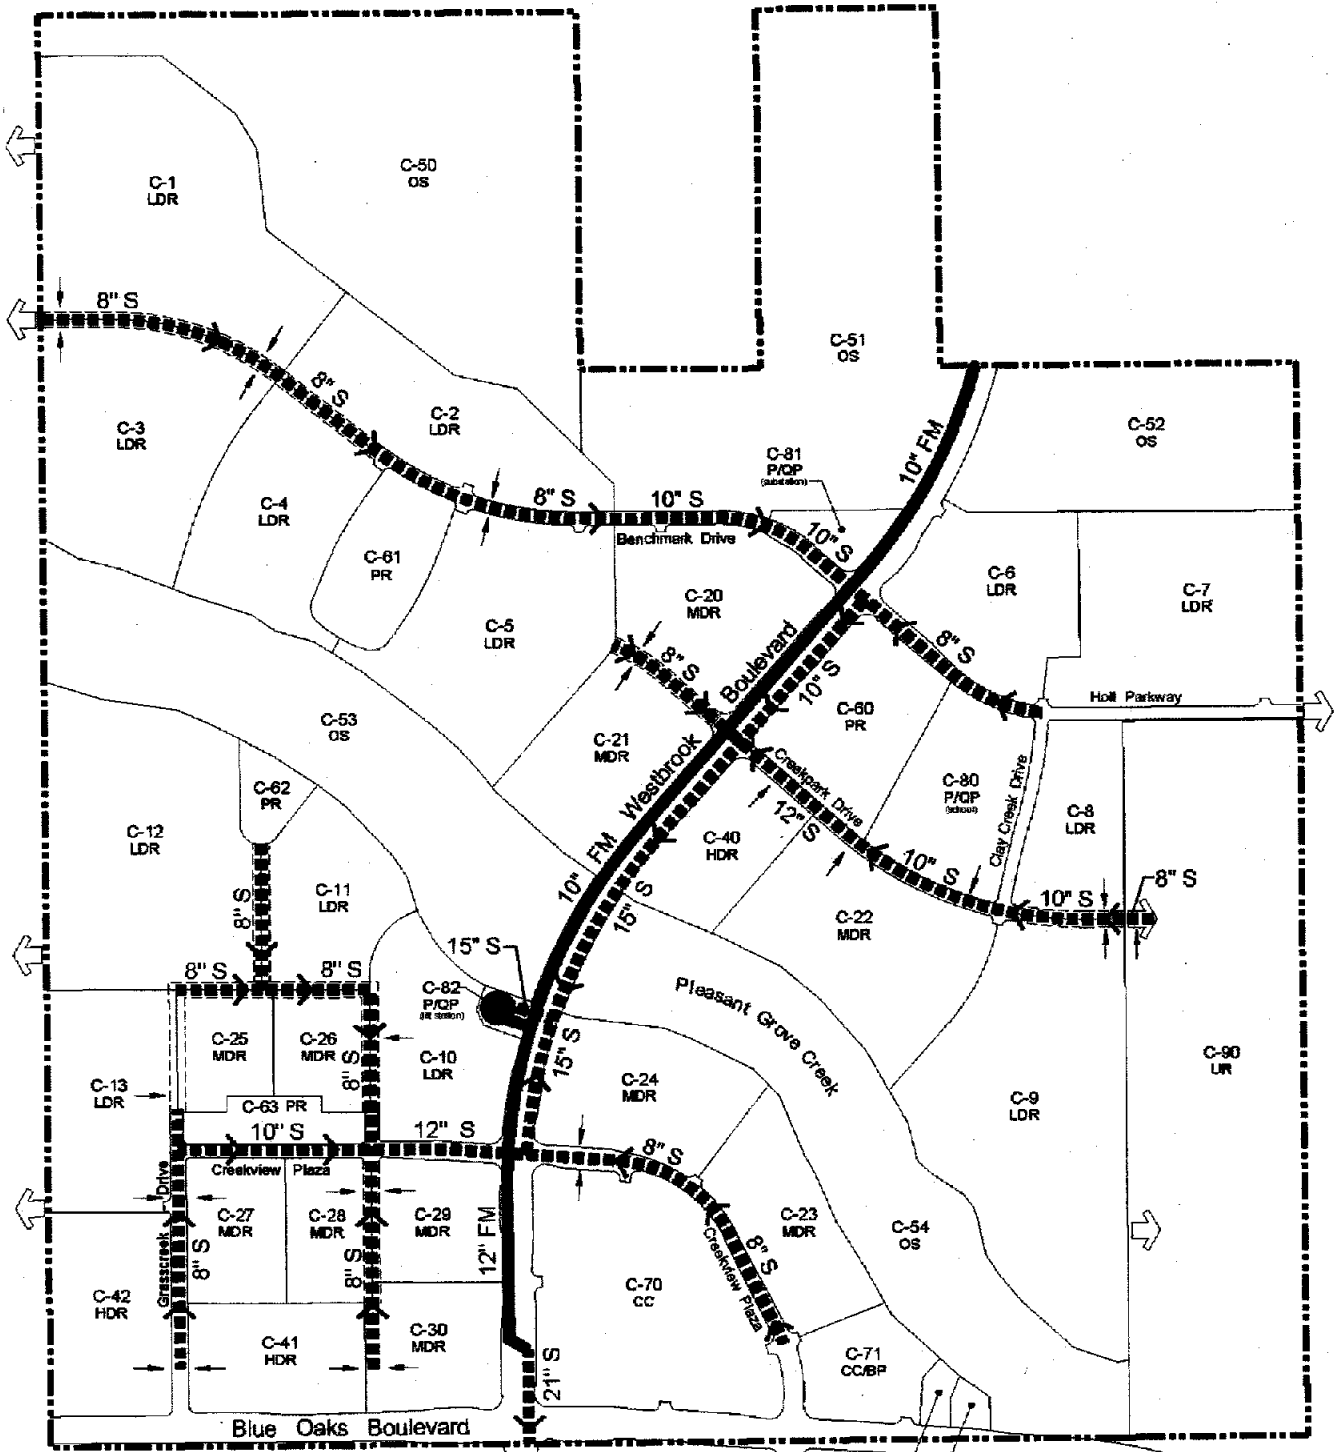 C-50
OS
C-1
LDR
8" S
C-51
OS
8" S
C-2
LDR
C-3
LDR
C-52
OS
10" FM
C-81
P/QP
(substation)
C-4
LDR
8" S
10" S
Benchmark Drive
10" S
C-61
PR
C-6
LDR
C-7
LDR
C-20
MDR
C-5
LDR
8" S
Boulevard
10" S
8" S
Holt Parkway
C-60
PR
C-53
OS
C-21
MDR
Westbrook
Creekpark Drive
12" S
C-80
P/QP
(school)
Clay Creek Drive
C-62
PR
C-12
LDR
C-40
HDR
C-8
LDR
10" FM
10" S
8" S
C-11
LDR
8" S
15" S
10" S
C-22
MDR
15" S
8" S
8" S
C-82
P/QP
(lift station)
Pleasant Grove Creek
C-25
MDR
C-26
MDR
8" S
C-10
LDR
15" S
C-90
UR
C-13
LDR
C-24
MDR
C-63 PR
C-9
LDR
10" S
12" S
8" S
Creekview Plaza
Grasscreek Drive
C-27
MDR
C-28
MDR
C-29
MDR
12" FM
C-23
MDR
C-54
OS
8" S
8" S
8" S
Creekview Plaza
C-70
CC
C-42
HDR
C-41
HDR
C-30
MDR
C-71
CC/BP
21" S
Blue Oaks Boulevard